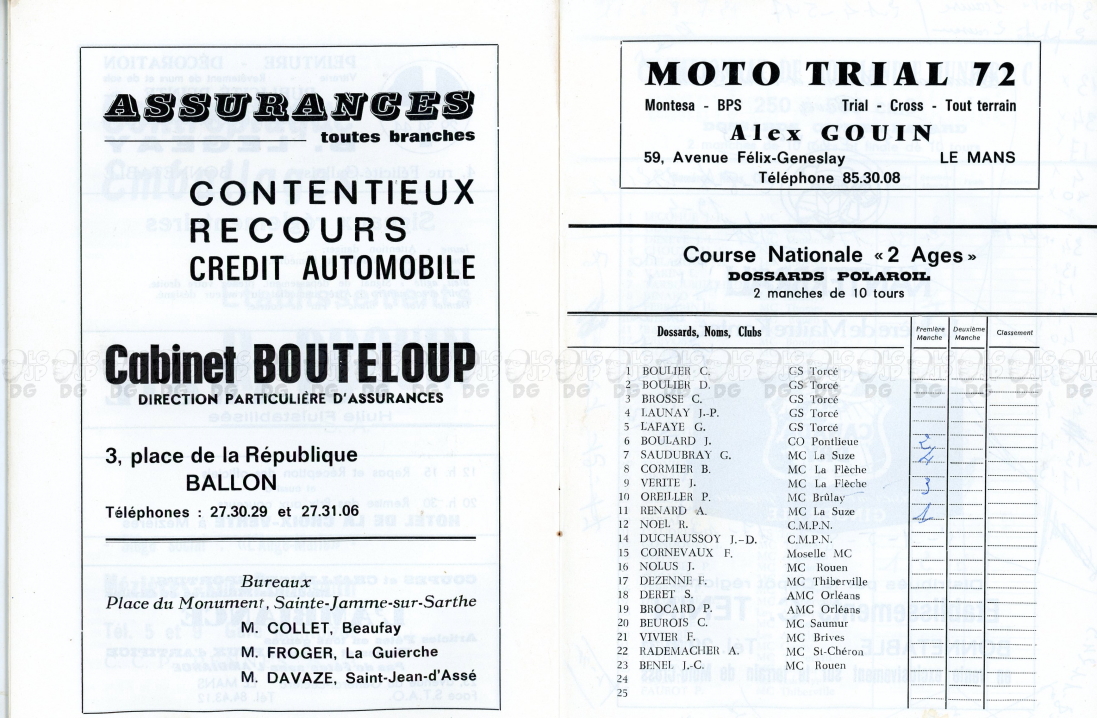 ASSURANCES
toutes branches
CONTENTIEUX
RECOURS
CREDIT AUTOMOBILE
Cabinet BOUTELOUP
DIRECTION PARTICULIÈRE D'ASSURANCES
3, place de la République
BALLON
Téléphones : 27.30.29 et 27.31.06
Bureaux
Place du Monument, Sainte-Jamme-sur-Sarthe
M. COLLET, Beaufay
M. FROGER, La Guierche
M. DAVAZE, Saint-Jean-d'Assé
MOTO TRIAL 72
Montesa - BPS Trial - Cross - Tout terrain
Alex GOUIN
59, Avenue Félix-Geneslay LE MANS
Téléphone 85.30.08
Course Nationale « 2 Ages »
DOSSARDS POLAROIL
2 manches de 10 tours
Dossards, Noms, Clubs Première Manche Deuxième Manche Classement
1 BOULIER C. GS Torcé
2 BOULIER D. GS Torcé
3 BROSSE C. GS Torcé
4 LAUNAY J.-P. GS Torcé
5 LAFAYE G. GS Torcé
6 BOULARD J. CO Pontlieue 2
7 SAUDUBRAY G. MC La Suze 4
8 CORMIER B. MC La Flèche
9 VERITE J. MC La Flèche 3
10 OREILLER P. MC Brûlay
11 RENARD A. MC La Suze 1
12 NOEL R. C.M.P.N.
14 DUCHAUSSOY J.-D. C.M.P.N.
15 CORNEVAUX F. Moselle MC
16 NOLUS J. MC Rouen
17 DEZENNE F. MC Thiberville
18 DERET S. AMC Orléans
19 BROCARD P. AMC Orléans
20 BEUROIS C. MC Saumur
21 VIVIER F. MC Brives
22 RADEMACHER A. MC St-Chéron
23 BENEL J.-C. MC Rouen
24
25